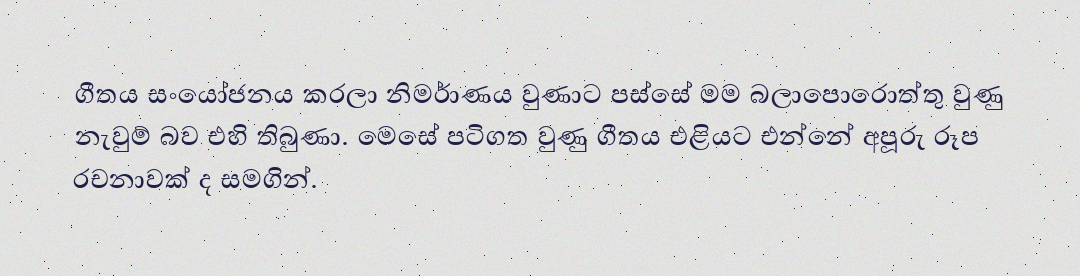 ගීතය සංයෝජනය කරලා නිමර්ාණය වුණාට පස්සේ මම බලාපොරොත්තු වුණු
නැවුම් බව එහි තිබුණා. මෙසේ පටිගත වුණු ගීතය එළියට එන්නේ අපූරු රූප
රචනාවක් ද සමගින්.